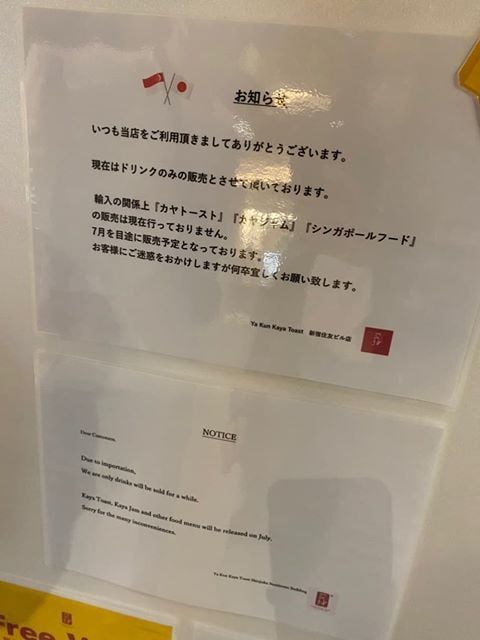 お知らせ
いつも当店をご利用頂きましてありがとうございます。
現在はドリンクのみの販売とさせて頂いております。
輸入の関係上『カヤトースト』『カヤジャム』『シンガポールフード』
の販売は現在行っておりません。
7月を目途に販売予定となっております。
お客様にご迷惑をおかけしますが何卒宜しくお願い致します。
Ya Kun Kaya Toast 新宿住友ビル店
NOTICE
Dear Customers,
Due to importation,
We are only drinks will be sold for a while.
Kaya Toast, Kaya Jam and other food menu will be released on July.
Sorry for the many inconveniences.
Ya Kun Kaya Toast Shinjuku Sumitomo Building
Free